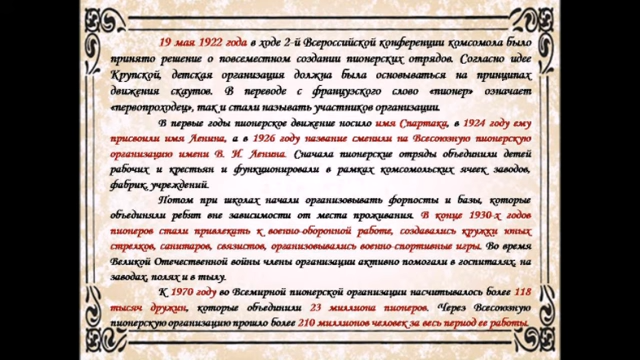 19 мая 1922 года в ходе 2-й Всероссийской конференции комсомола было
принято решение о повсеместном создании пионерских отрядов. Согласно идее
Крупской, детская организация должна была основываться на принципах
движения скаутов. В переводе с французского слово «пионер» означает
«первопроходец», так и стали называть участников организации.
В первые годы пионерское движение носило имя Спартака, в 1924 году ему
присвоили имя Ленина, а в 1926 году название сменили на Всесоюзную пионерскую
организацию имени В. И. Ленина. Сначала пионерские отряды объединили детей
рабочих и крестьян и функционировали в рамках комсомольских ячеек заводов,
фабрик, учреждений.
Потом при школах начали организовывать форпосты и базы, которые
объединяли ребят вне зависимости от места проживания. В конце 1930-х годов
пионеров стали привлекать к военно-оборонной работе, создавались кружки юных
стрелков, санитаров, связистов, организовывались военно-спортивные игры. Во время
Великой Отечественной войны члены организации активно помогали в госпиталях, на
заводах, полях и в тылу.
К 1970 году во Всемирной пионерской организации насчитывалось более 118
тысяч дружин, которые объединили 23 миллиона пионеров. Через Всесоюзную
пионерскую организацию прошло более 210 миллионов человек за весь период ее работы.